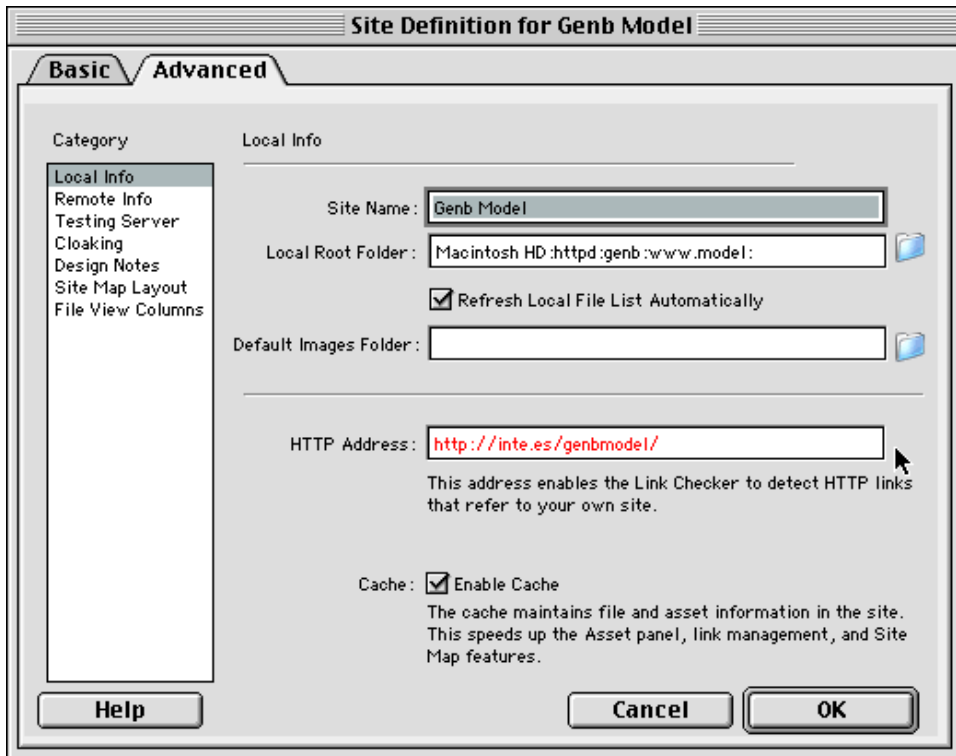 Site Definition for Genb Model
Basic
Advanced
Category
Local Info
Remote Info
Testing Server
Cloaking
Design Notes
Site Map Layout
File View Columns
Local Info
Site Name: Genb Model
Local Root Folder: Macintosh HD:httpd:genb:www.model:
Refresh Local File List Automatically
Default Images Folder:
HTTP Address: http://inte.es/genbmodel/
This address enables the Link Checker to detect HTTP links
that refer to your own site.
Cache: Enable Cache
The cache maintains file and asset information in the site.
This speeds up the Asset panel, link management, and Site
Map features.
Help
Cancel
OK